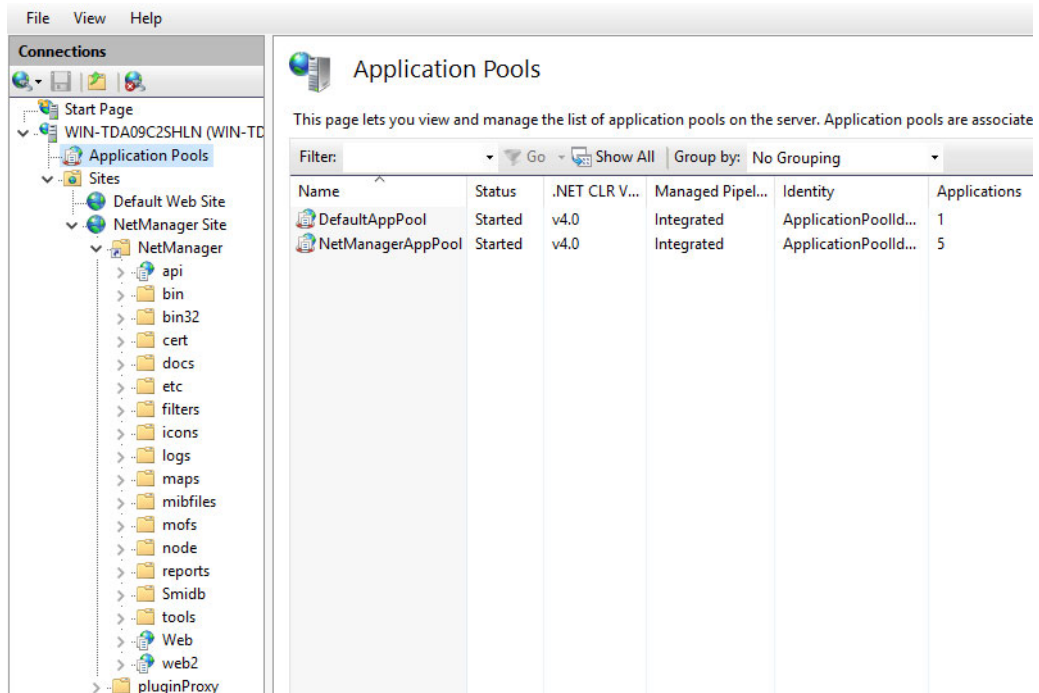 File View Help
Connections
Start Page
WIN-TDA09C2SHLN (WIN-TD
Application Pools
Sites
Default Web Site
NetManager Site
NetManager
api
bin
bin32
cert
docs
etc
filters
icons
logs
maps
mibfiles
mofs
node
reports
Smidb
tools
Web
web2
pluginProxy
Application Pools
This page lets you view and manage the list of application pools on the server. Application pools are associate
Filter: Go Show All Group by: No Grouping
Name Status .NET CLR V... Managed Pipel... Identity Applications
DefaultAppPool Started v4.0 Integrated ApplicationPoolId... 1
NetManagerAppPool Started v4.0 Integrated ApplicationPoolId... 5